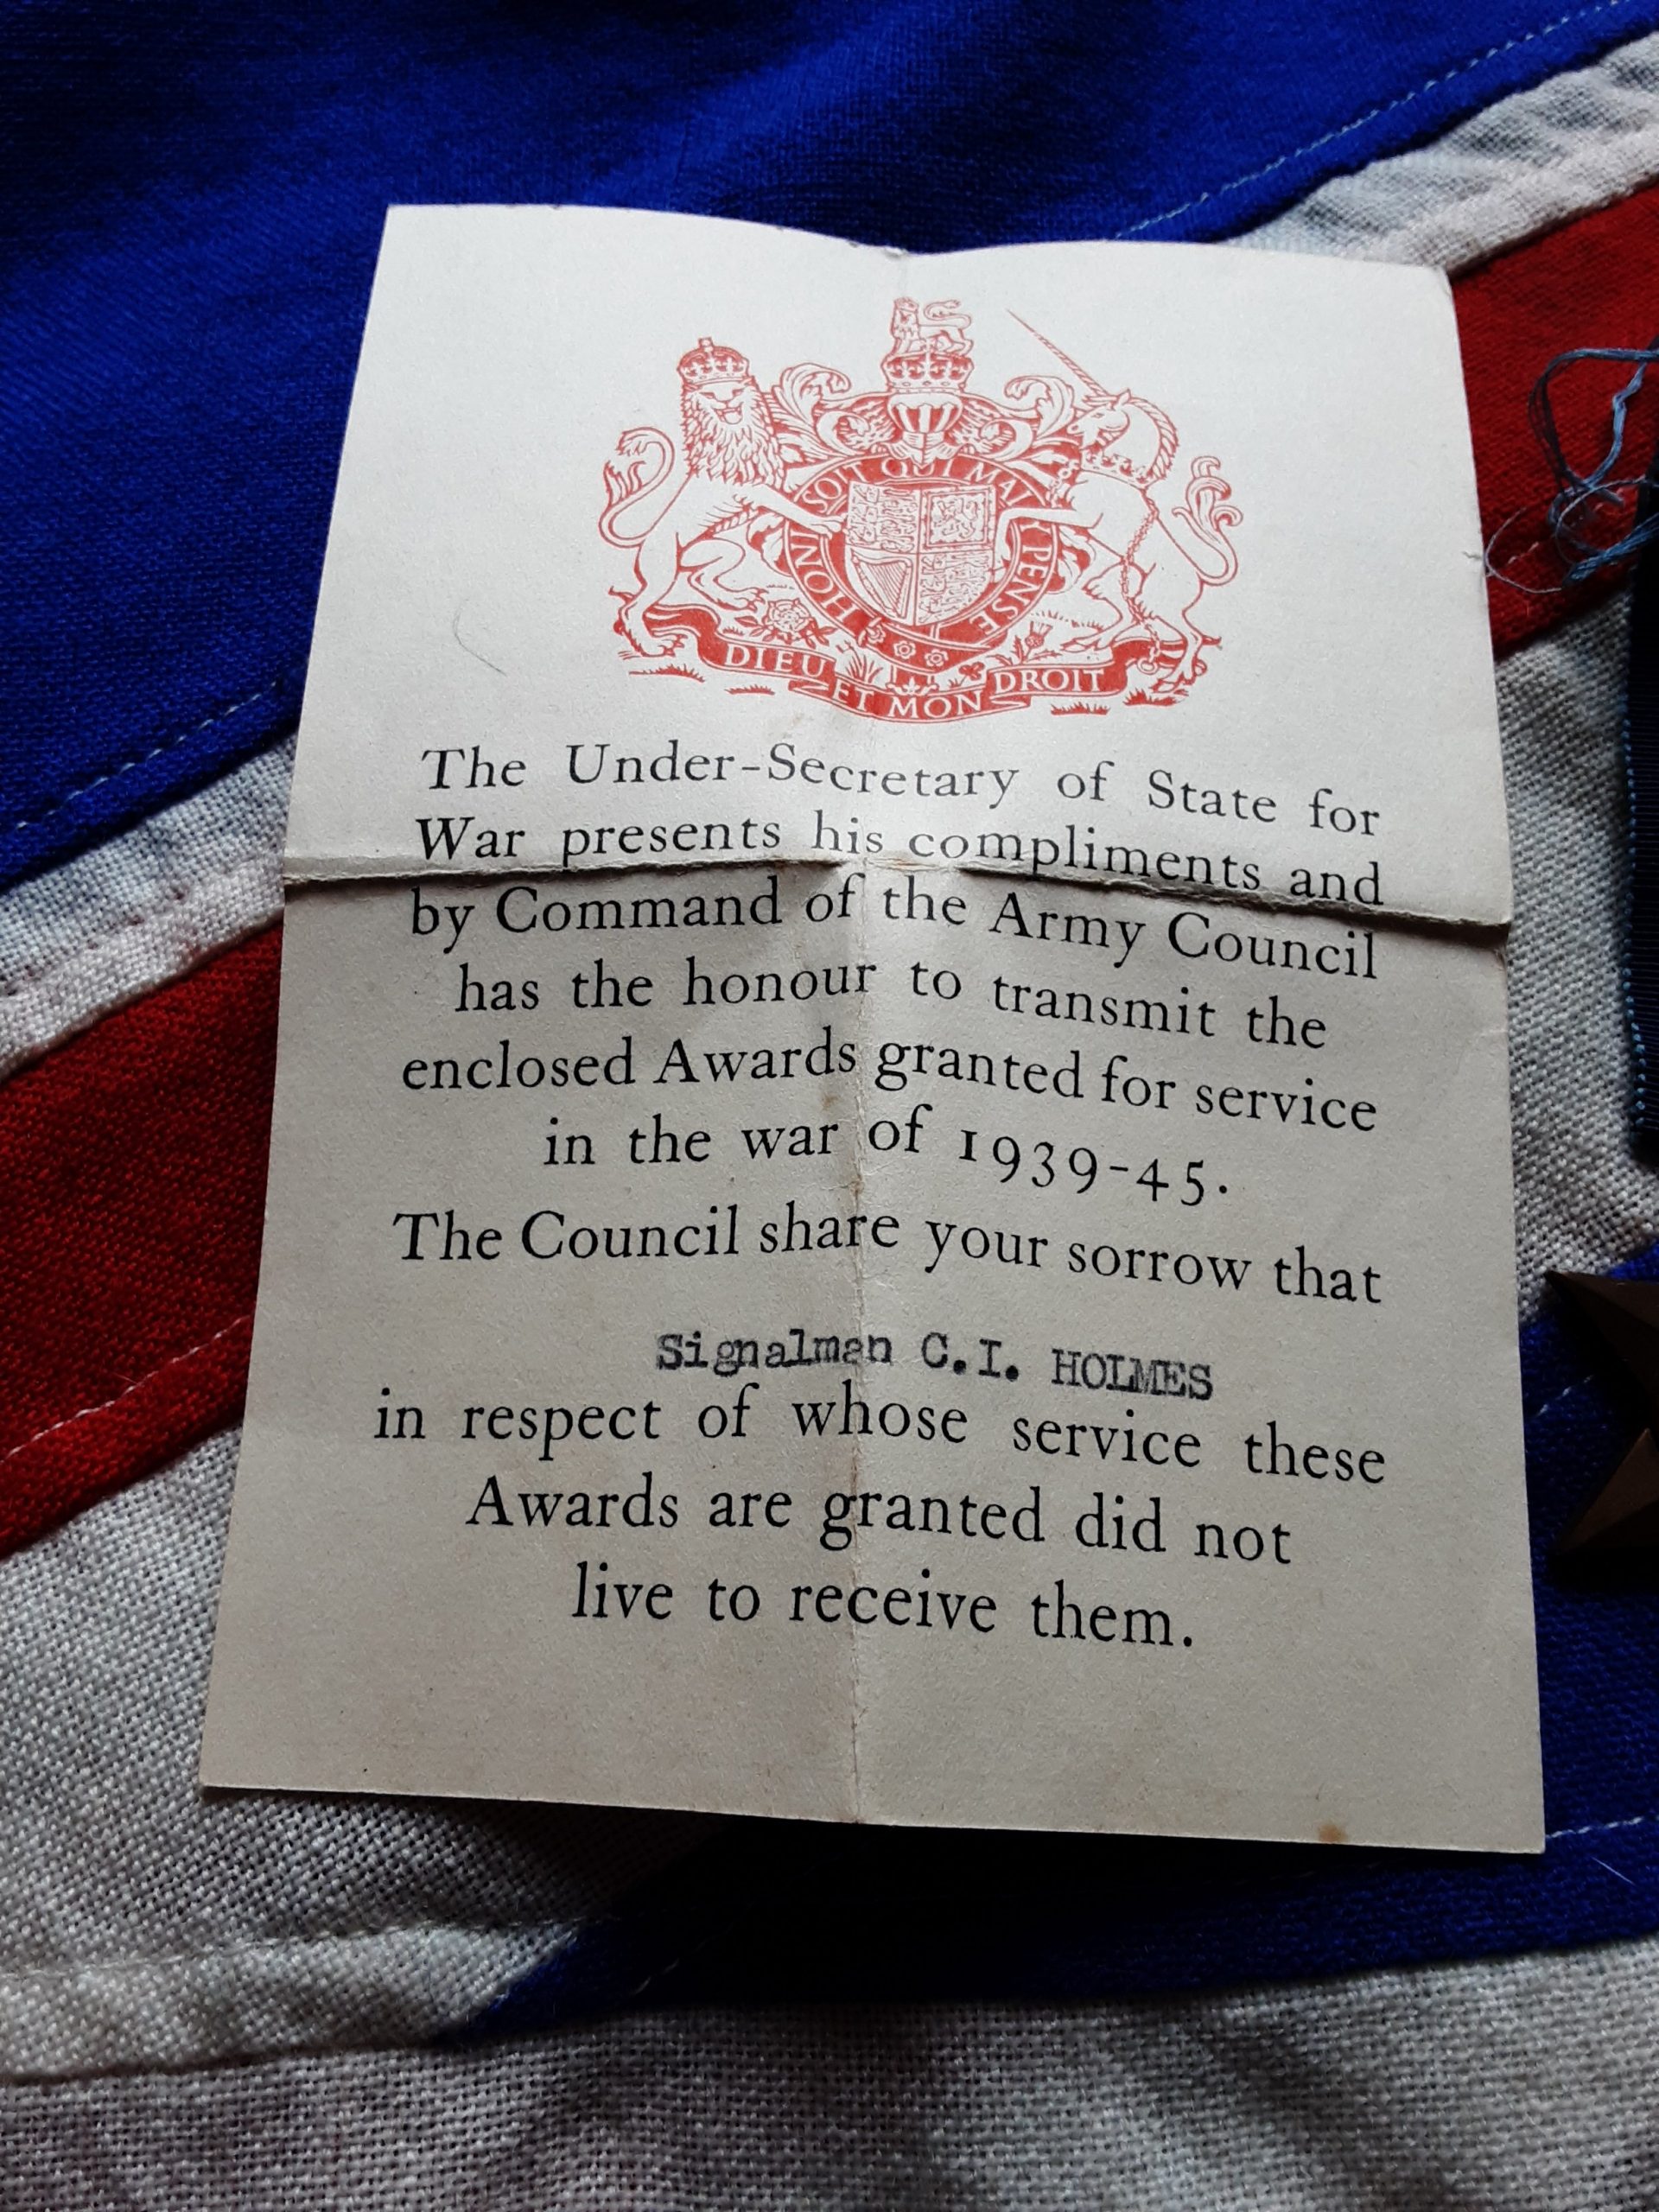 HONI SOIT QUI MAL Y PENSE
DIEU ET MON DROIT
The Under-Secretary of State for
War presents his compliments and
by Command of the Army Council
has the honour to transmit the
enclosed Awards granted for service
in the war of 1939-45.
The Council share your sorrow that
Signalman C.I. HOLMES
in respect of whose service these
Awards are granted did not
live to receive them.